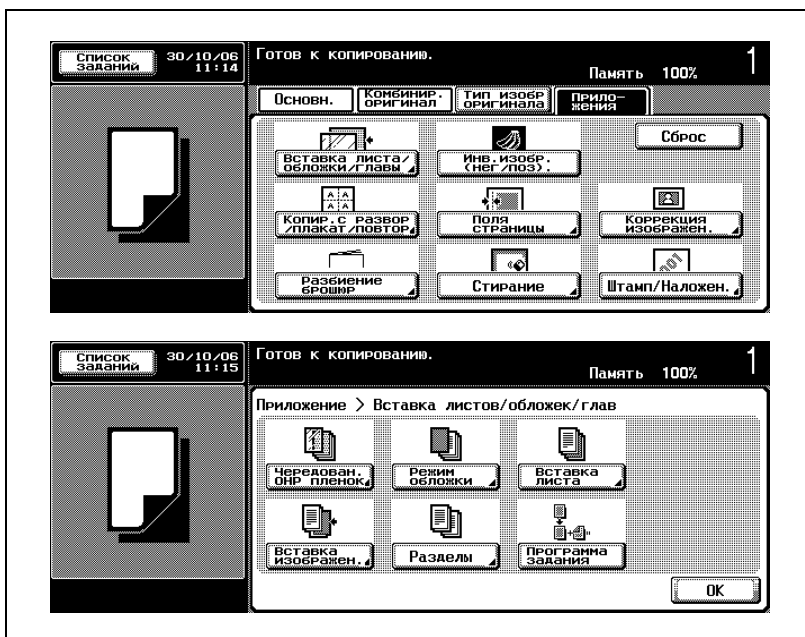 Список
заданий
30/10/06
11:14
Готов к копированию.
Память 100%
1
Основн.
Комбинир.
оригинал
Тип изобр
оригинала
Прило-
жения
Вставка листа/
обложки/главы
Инв.изобр.
(нег/поз).
Сброс
A A
A A
Копир.с развор
/плакат/повтор
Поля
страницы
Коррекция
изображен.
Разбиение
брошюр
Стирание
001
Штамп/Наложен.
Список
заданий
30/10/06
11:15
Готов к копированию.
Память 100%
1
Приложение > Вставка листов/обложек/глав
Чередован.
OHP пленок
Режим
обложки
Вставка
листа
Вставка
изображен.
Разделы
Программа
задания
OK